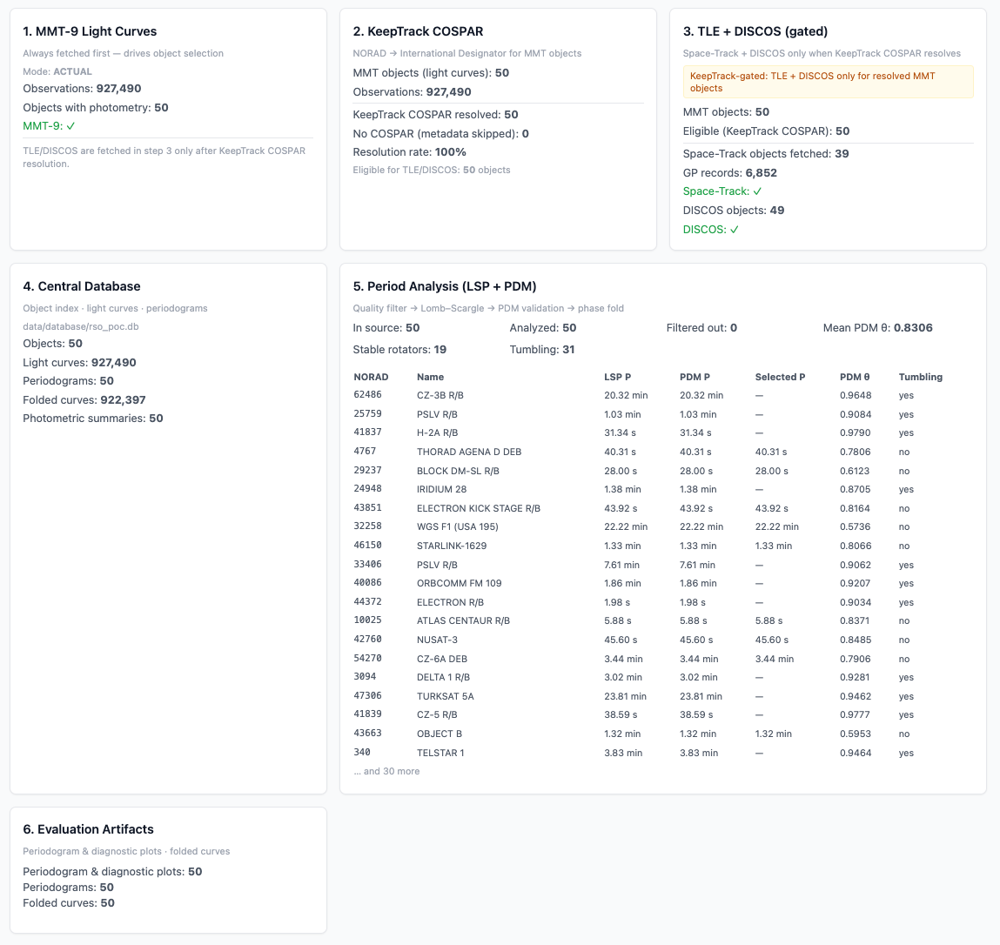 1. MMT-9 Light Curves
Always fetched first — drives object selection
Mode: ACTUAL
Observations: 927,490
Objects with photometry: 50
MMT-9: ✓
TLE/DISCOS are fetched in step 3 only after KeepTrack COSPAR
resolution.
2. KeepTrack COSPAR
NORAD → International Designator for MMT objects
MMT objects (light curves): 50
Observations: 927,490
KeepTrack COSPAR resolved: 50
No COSPAR (metadata skipped): 0
Resolution rate: 100%
Eligible for TLE/DISCOS: 50 objects
3. TLE + DISCOS (gated)
Space-Track + DISCOS only when KeepTrack COSPAR resolves
KeepTrack-gated: TLE + DISCOS only for resolved MMT
objects
MMT objects: 50
Eligible (KeepTrack COSPAR): 50
Space-Track objects fetched: 39
GP records: 6,852
Space-Track: ✓
DISCOS objects: 49
DISCOS: ✓
4. Central Database
Object index · light curves · periodograms
data/database/rso_poc.db
Objects: 50
Light curves: 927,490
Periodograms: 50
Folded curves: 922,397
Photometric summaries: 50
5. Period Analysis (LSP + PDM)
Quality filter → Lomb–Scargle → PDM validation → phase fold
In source: 50 Analyzed: 50 Filtered out: 0 Mean PDM θ: 0.8306
Stable rotators: 19 Tumbling: 31
NORAD Name LSP P PDM P Selected P PDM θ Tumbling
62486 CZ-3B R/B 20.32 min 20.32 min — 0.9648 yes
25759 PSLV R/B 1.03 min 1.03 min — 0.9084 yes
41837 H-2A R/B 31.34 s 31.34 s — 0.9790 yes
4767 THORAD AGENA D DEB 40.31 s 40.31 s 40.31 s 0.7806 no
29237 BLOCK DM-SL R/B 28.00 s 28.00 s 28.00 s 0.6123 no
24948 IRIDIUM 28 1.38 min 1.38 min — 0.8705 yes
43851 ELECTRON KICK STAGE R/B 43.92 s 43.92 s 43.92 s 0.8164 no
32258 WGS F1 (USA 195) 22.22 min 22.22 min 22.22 min 0.5736 no
46150 STARLINK-1629 1.33 min 1.33 min 1.33 min 0.8066 no
33406 PSLV R/B 7.61 min 7.61 min — 0.9062 yes
40086 ORBCOMM FM 109 1.86 min 1.86 min — 0.9207 yes
44372 ELECTRON R/B 1.98 s 1.98 s — 0.9034 yes
10025 ATLAS CENTAUR R/B 5.88 s 5.88 s 5.88 s 0.8371 no
42760 NUSAT-3 45.60 s 45.60 s 45.60 s 0.8485 no
54270 CZ-6A DEB 3.44 min 3.44 min 3.44 min 0.7906 no
3094 DELTA 1 R/B 3.02 min 3.02 min — 0.9281 yes
47306 TURKSAT 5A 23.81 min 23.81 min — 0.9462 yes
41839 CZ-5 R/B 38.59 s 38.59 s — 0.9777 yes
43663 OBJECT B 1.32 min 1.32 min 1.32 min 0.5953 no
340 TELSTAR 1 3.83 min 3.83 min — 0.9464 yes
... and 30 more
6. Evaluation Artifacts
Periodogram & diagnostic plots · folded curves
Periodogram & diagnostic plots: 50
Periodograms: 50
Folded curves: 50